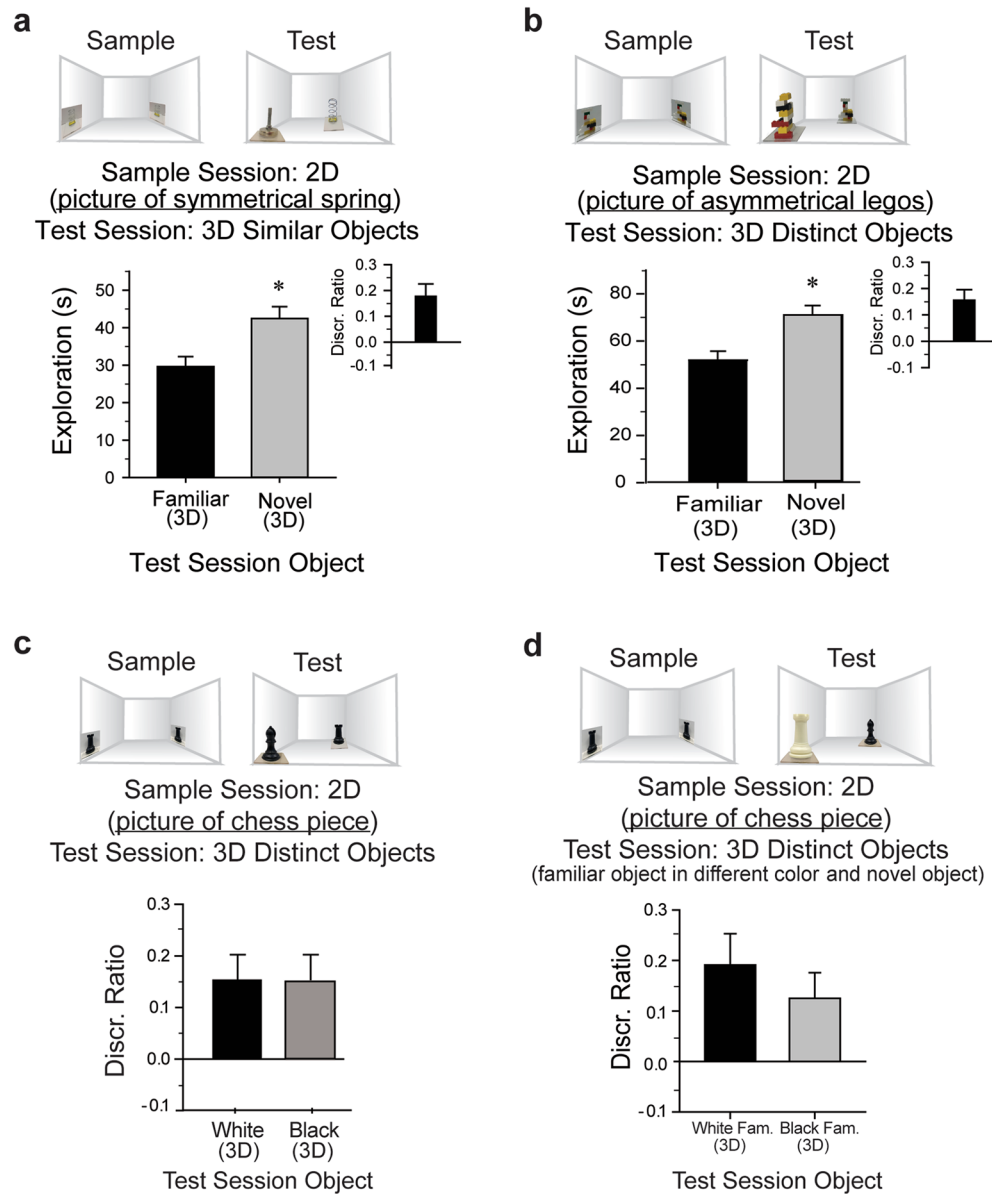 a
Sample Test
Sample Session: 2D
(picture of symmetrical spring)
Test Session: 3D Similar Objects
Exploration (s)
50
40
30
20
10
0
*
Familiar
(3D)
Novel
(3D)
Test Session Object
Discr. Ratio
0.3
0.2
0.1
0.0
-0.1
b
Sample Test
Sample Session: 2D
(picture of asymmetrical legos)
Test Session: 3D Distinct Objects
Exploration (s)
80
60
40
20
0
*
Familiar
(3D)
Novel
(3D)
Test Session Object
Discr. Ratio
0.3
0.2
0.1
0.0
-0.1
c
Sample Test
Sample Session: 2D
(picture of chess piece)
Test Session: 3D Distinct Objects
Discr. Ratio
0.3
0.2
0.1
0.0
-0.1
White
(3D)
Black
(3D)
Test Session Object
d
Sample Test
Sample Session: 2D
(picture of chess piece)
Test Session: 3D Distinct Objects
(familiar object in different color and novel object)
Discr. Ratio
0.3
0.2
0.1
0.0
-0.1
White Fam.
(3D)
Black Fam.
(3D)
Test Session Object